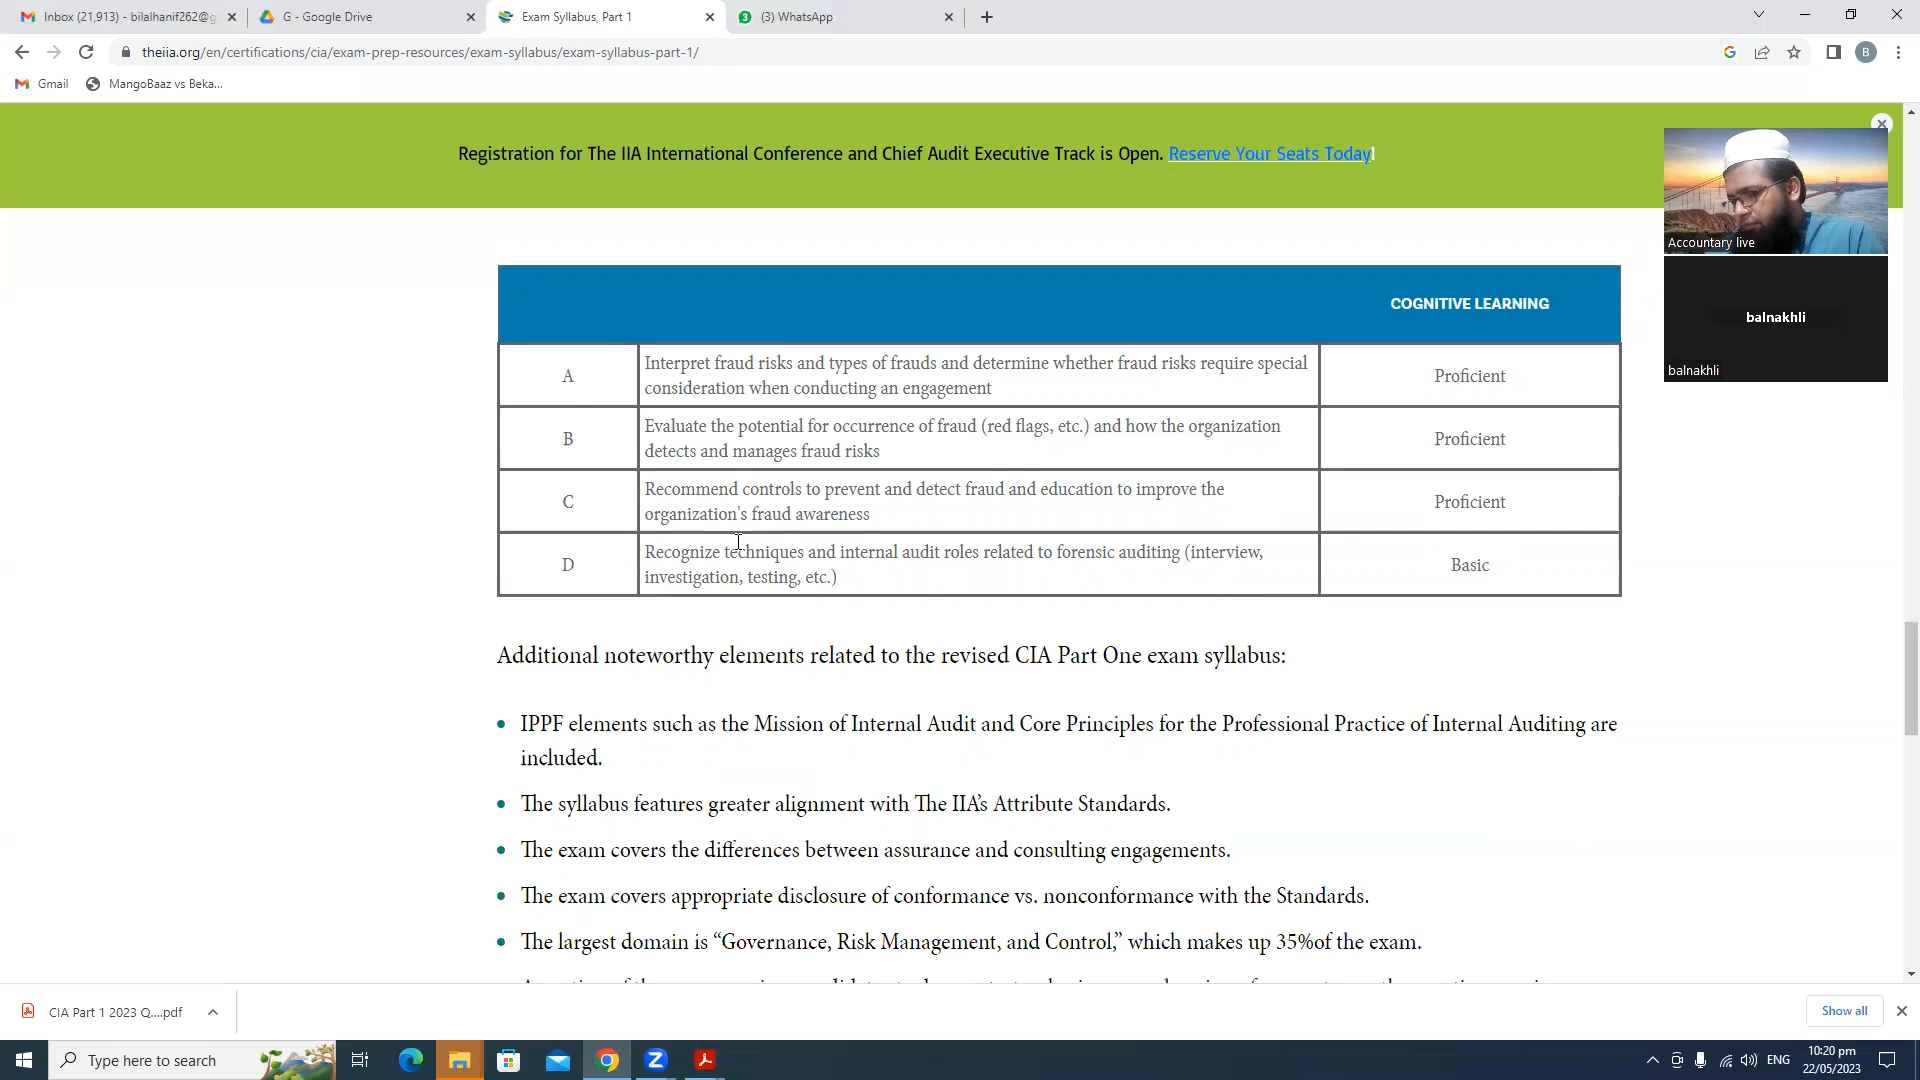 Inbox (21,913) - bilalhanif262@g
G - Google Drive
Exam Syllabus, Part 1
(3) WhatsApp
theiia.org/en/certifications/cia/exam-prep-resources/exam-syllabus/exam-syllabus-part-1/
B
Gmail
MangoBaaz vs Beka...
Registration for The IIA International Conference and Chief Audit Executive Track is Open. Reserve Your Seats Today!
Accountary live
balnakhli
balnakhli
COGNITIVE LEARNING
A
Interpret fraud risks and types of frauds and determine whether fraud risks require special
consideration when conducting an engagement
Proficient
B
Evaluate the potential for occurrence of fraud (red flags, etc.) and how the organization
detects and manages fraud risks
Proficient
C
Recommend controls to prevent and detect fraud and education to improve the
organization's fraud awareness
Proficient
D
Recognize techniques and internal audit roles related to forensic auditing (interview,
investigation, testing, etc.)
Basic
Additional noteworthy elements related to the revised CIA Part One exam syllabus:
IPPF elements such as the Mission of Internal Audit and Core Principles for the Professional Practice of Internal Auditing are
included.
The syllabus features greater alignment with The IIA's Attribute Standards.
The exam covers the differences between assurance and consulting engagements.
The exam covers appropriate disclosure of conformance vs. nonconformance with the Standards.
The largest domain is “Governance, Risk Management, and Control,” which makes up 35%of the exam.
CIA Part 1 2023 Q....pdf
Show all
Type here to search
ENG
10:20 pm
22/05/2023